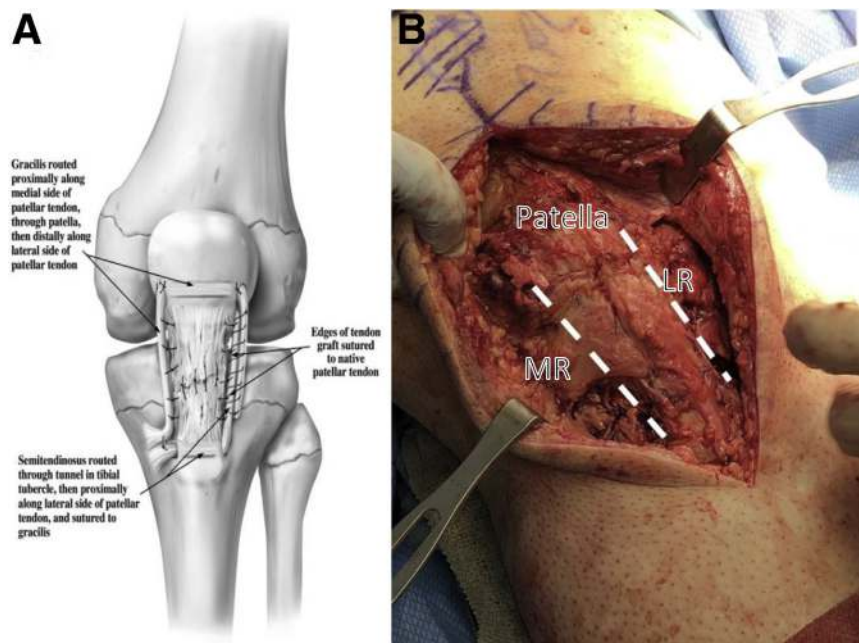 A
Gracilis routed
proximally along
medial side of
patellar tendon,
through patella,
then distally along
lateral side of
patellar tendon
Edges of tendon
graft sutured
to native
patellar tendon
Semitendinosus routed
through tunnel in tibial
tubercle, then proximally
along lateral side of patellar
tendon, and sutured to
gracilis
B
Patella
LR
MR